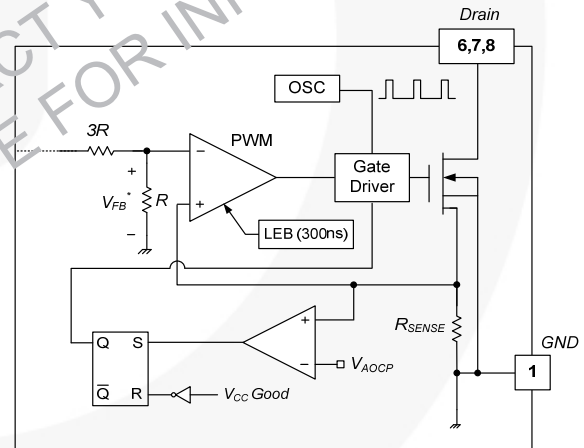 Drain
6,7,8
OSC
3R
PWM
Gate
Driver
+
−
−
+
V_FB* R
LEB (300ns)
R_SENSE
GND
1
+
−
V_AOCP
Q S
Q̅ R
V_CC Good